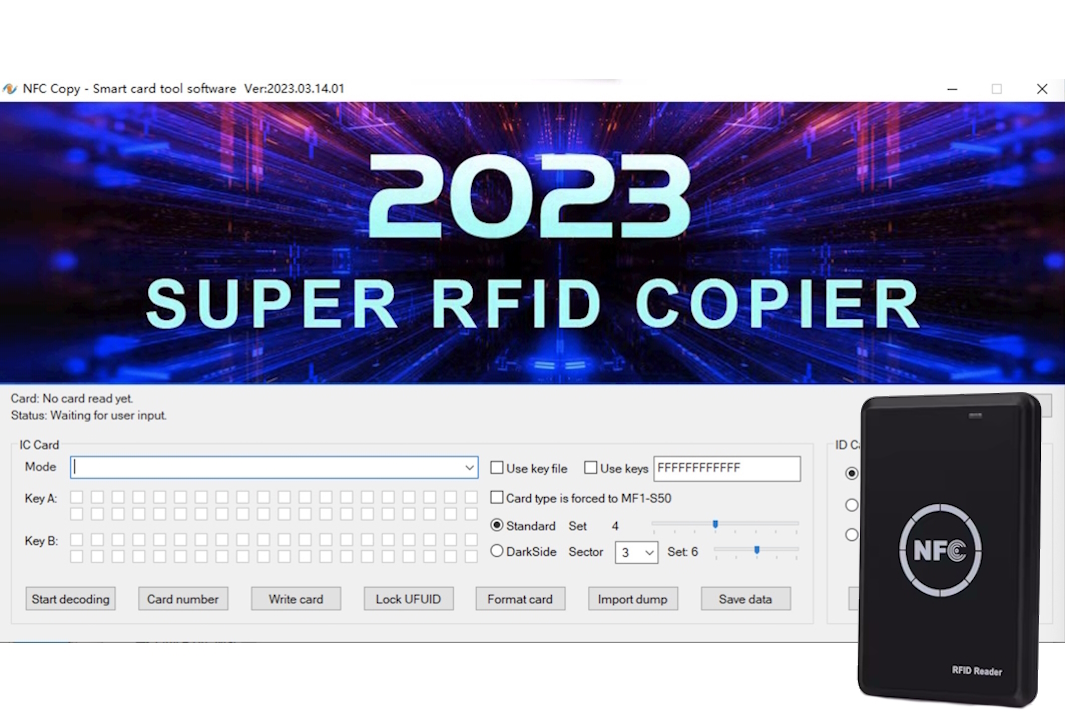 NFC Copy - Smart card tool software Ver:2023.03.14.01
2023
SUPER RFID COPIER
Card: No card read yet.
Status: Waiting for user input.
IC Card
Mode
Use key file
Use keys
FFFFFFFFFFFF
Key A:
Card type is forced to MF1-S50
Standard Set 4
Key B:
DarkSide Sector 3 Set: 6
Start decoding
Card number
Write card
Lock UFUID
Format card
Import dump
Save data
ID
NFC
RFID Reader